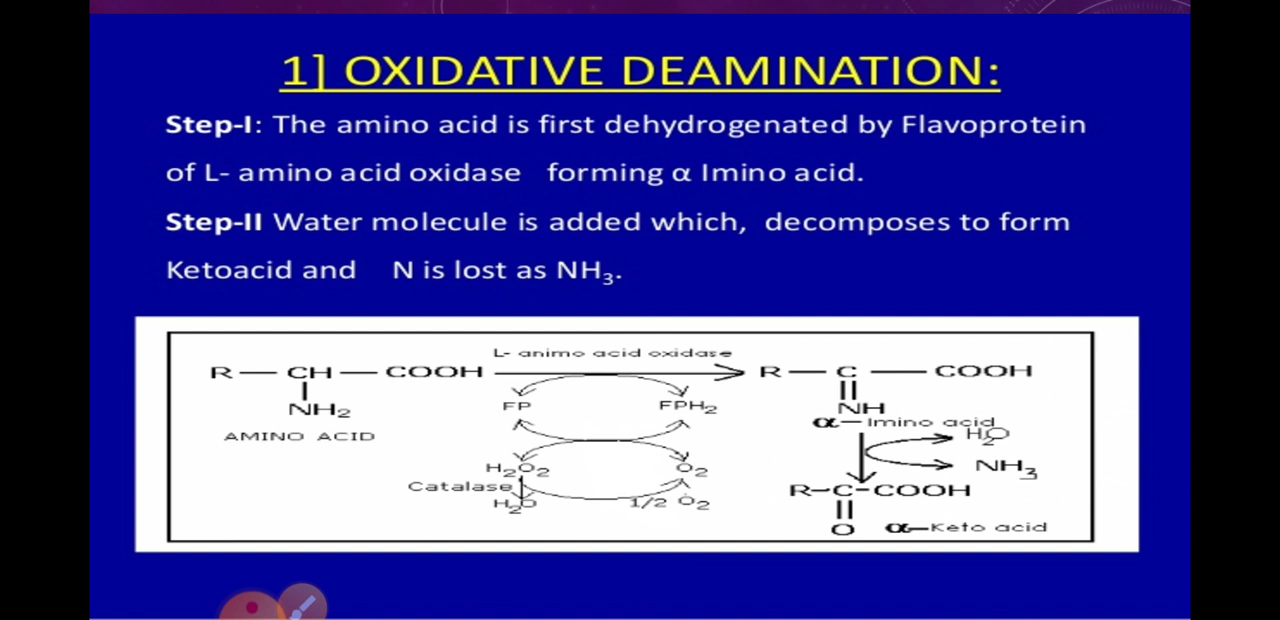 1] OXIDATIVE DEAMINATION:
Step-I: The amino acid is first dehydrogenated by Flavoprotein
of L- amino acid oxidase forming α Imino acid.
Step-II Water molecule is added which, decomposes to form
Ketoacid and N is lost as NH₃.
L- animo acid oxidase
R — CH — COOH
R — C — COOH
NH₂
FP
FPH₂
NH
AMINO ACID
α — Imino acid
H₂O
H₂O₂
O₂
NH₃
Catalase
R-C-COOH
H₂O
1/2 O₂
O
α—Keto acid